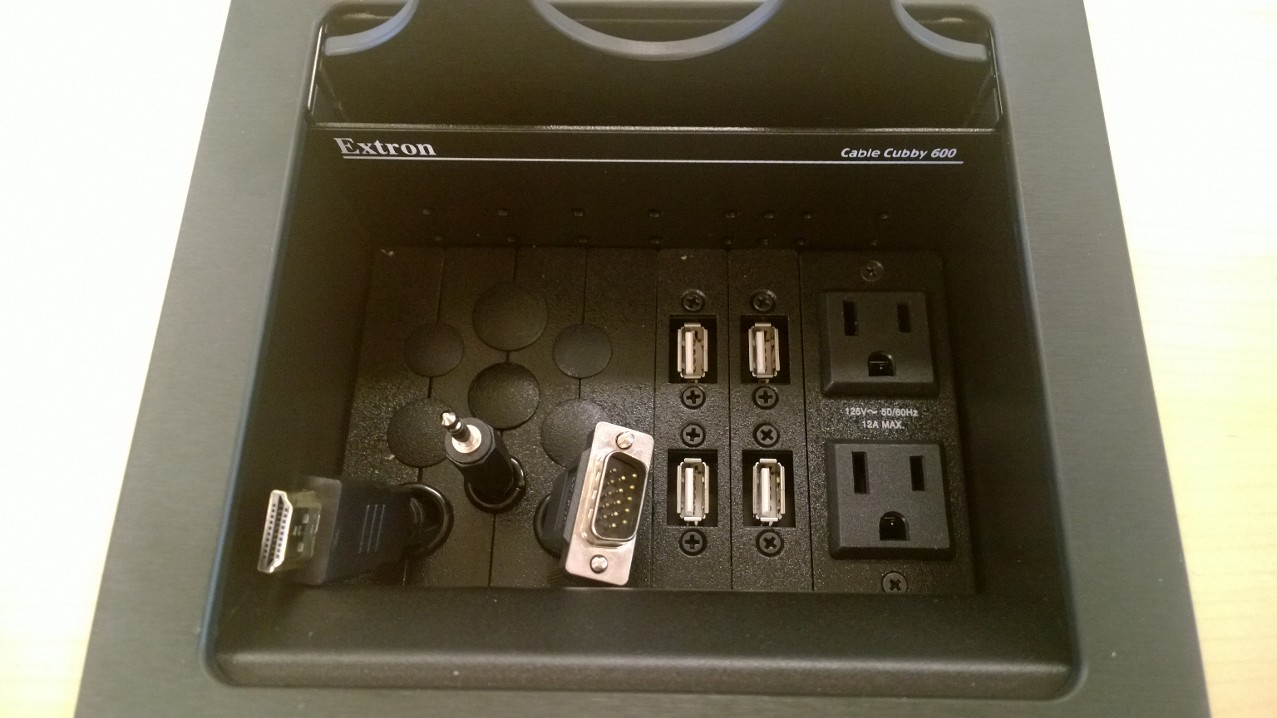 Extron
Cable Cubby 600
125V～ 50/60Hz
12A MAX.